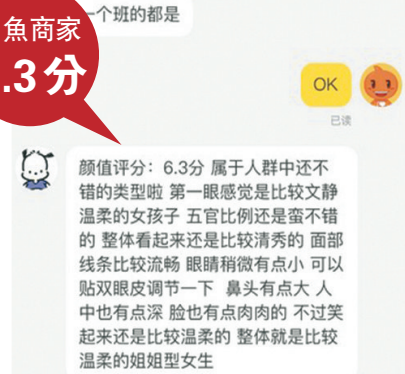 一个班的都是
魚商家
.3分
OK
已读
颜值评分：6.3分 属于人群中还不
错的类型啦 第一眼感觉是比较文静
温柔的女孩子 五官比例还是蛮不错
的 整体看起来还是比较清秀的 面部
线条比较流畅 眼睛稍微有点小 可以
贴双眼皮调节一下 鼻头有点大 人
中也有点深 脸也有点肉肉的 不过笑
起来还是比较温柔的 整体就是比较
温柔的姐姐型女生